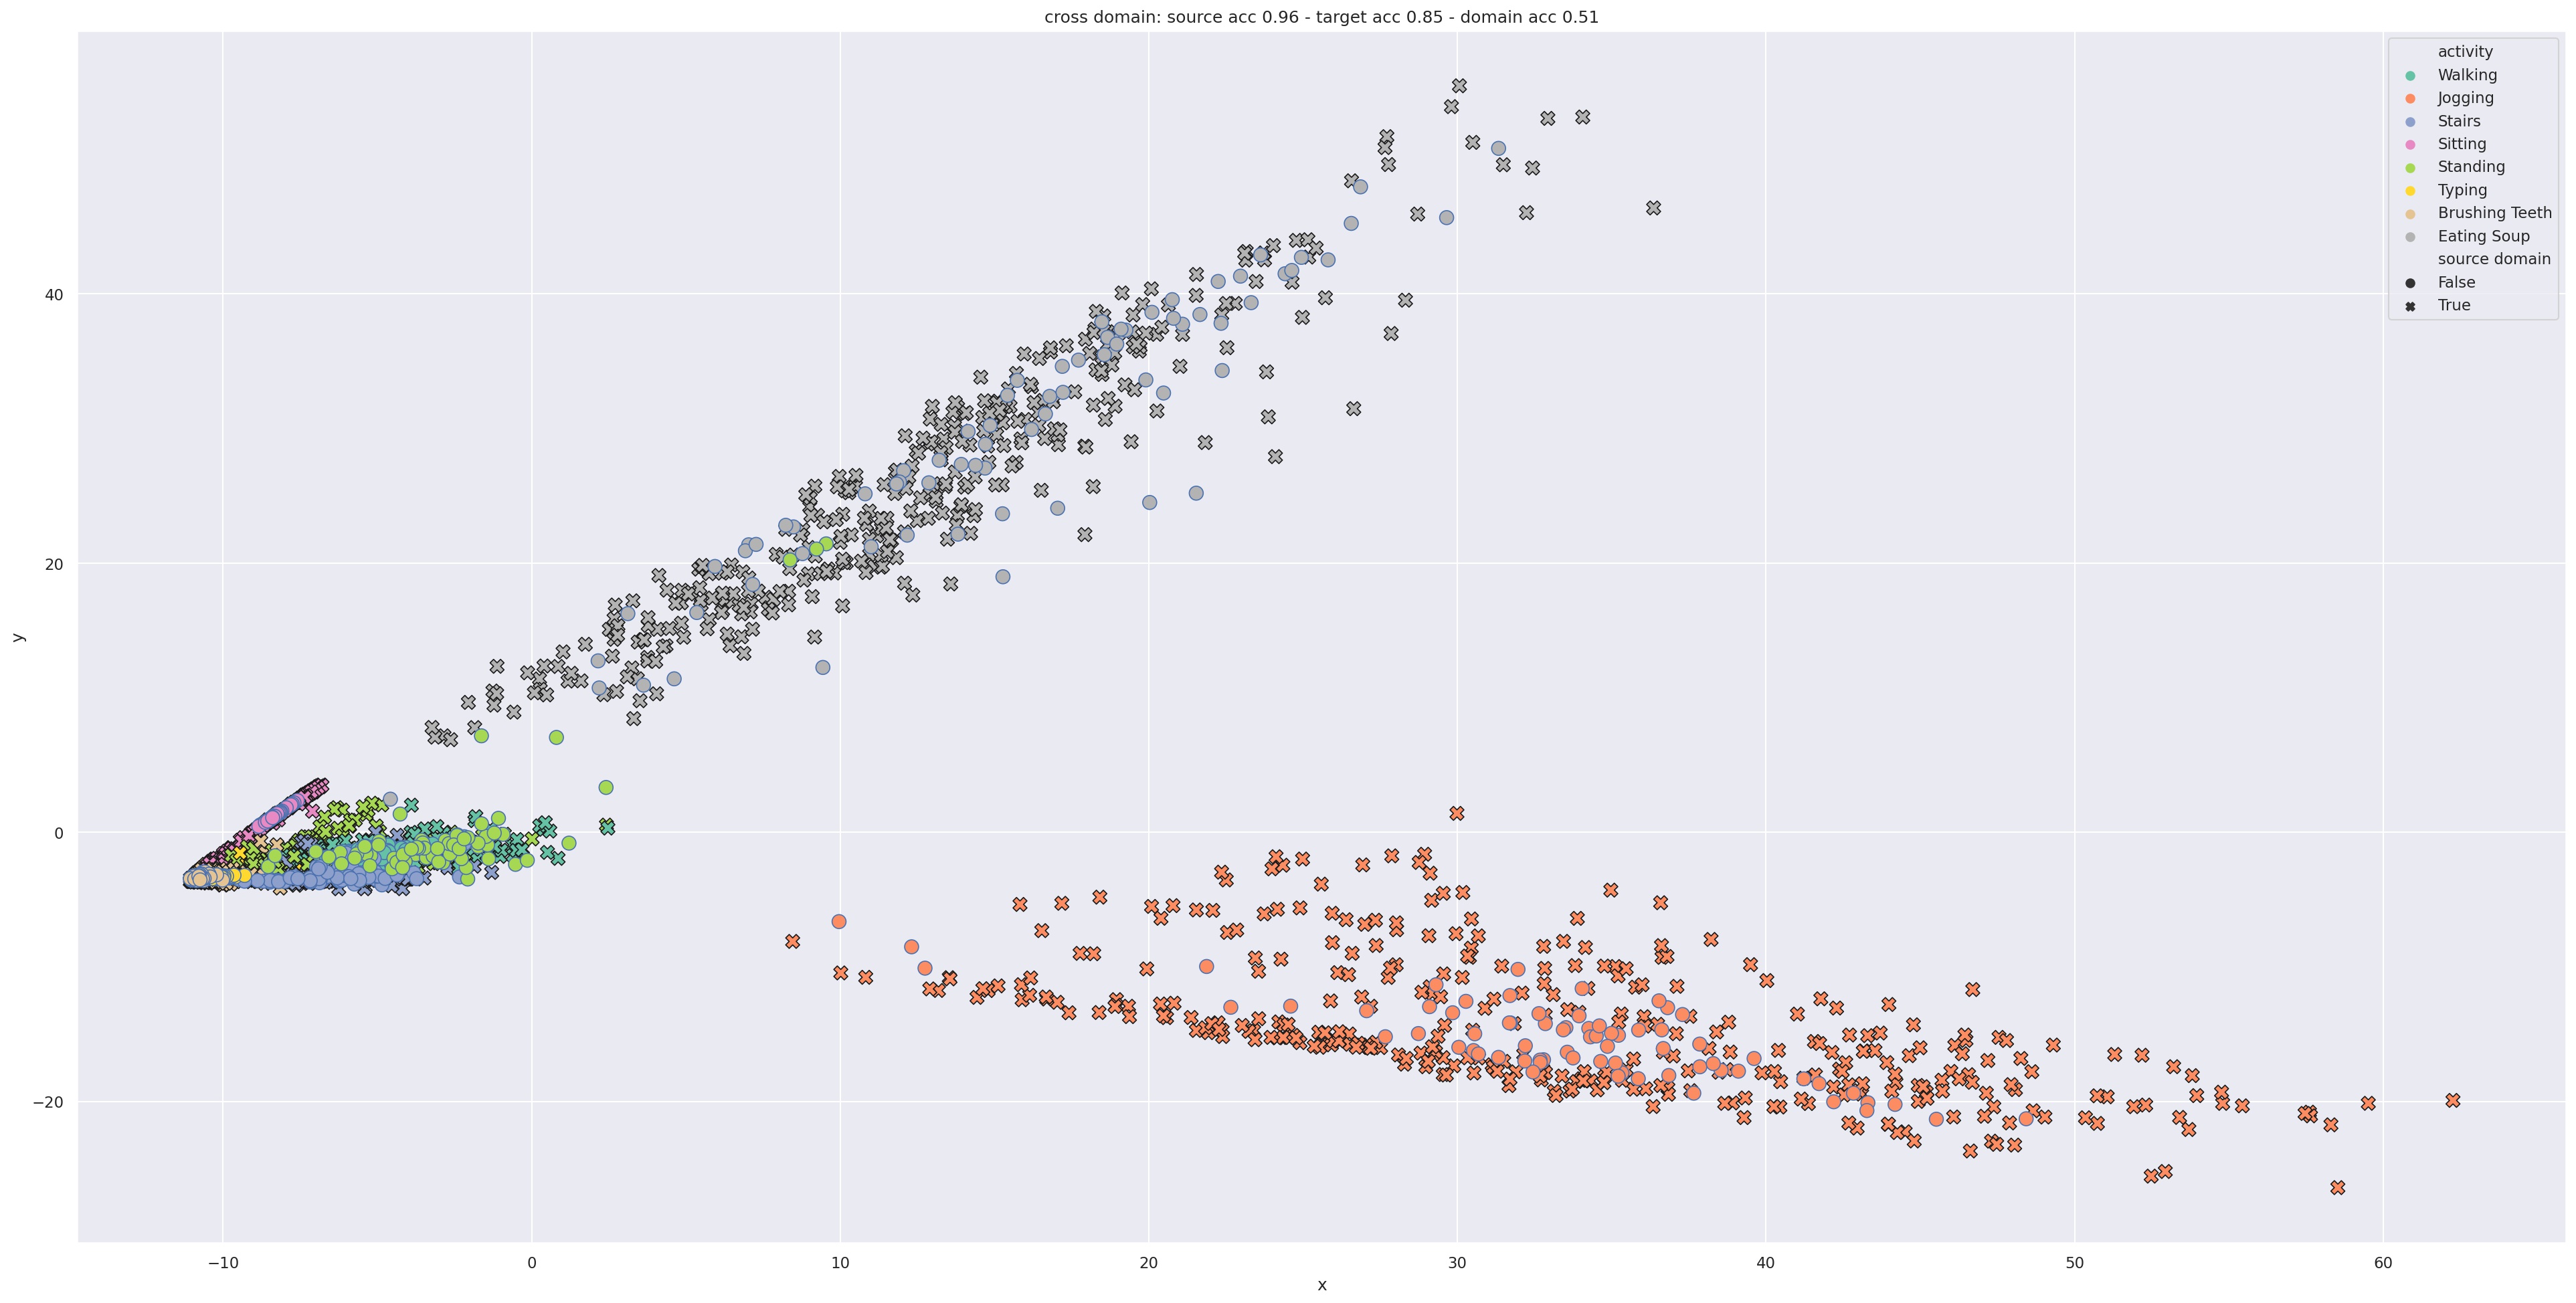 cross domain: source acc 0.96 - target acc 0.85 - domain acc 0.51
activity
Walking
Jogging
Stairs
Sitting
Standing
Typing
Brushing Teeth
Eating Soup
source domain
False
True
40
20
0
−20
y
−10
0
10
20
30
40
50
60
x